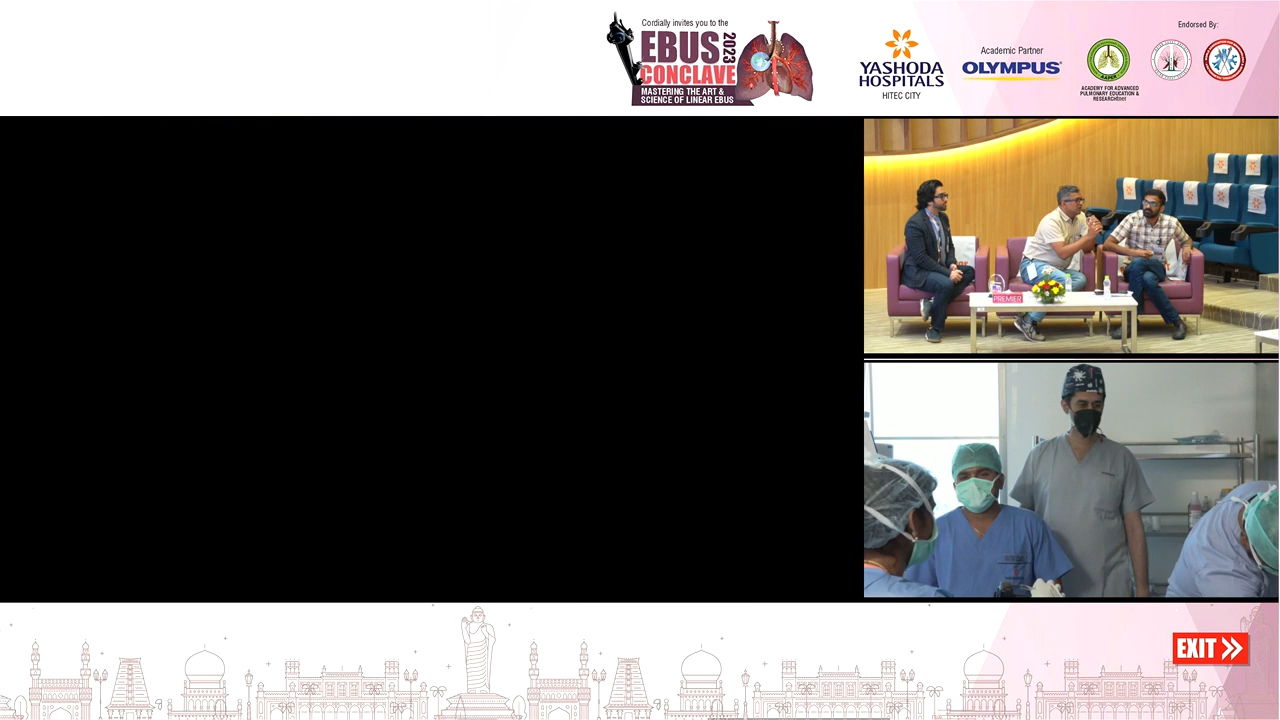 Cordially invites you to the
EBUS
2023
CONCLAVE
MASTERING THE ART &
SCIENCE OF LINEAR EBUS
YASHODA
HOSPITALS
HITEC CITY
Academic Partner
OLYMPUS
Endorsed By:
ACADEMY FOR ADVANCED
PULMONARY EDUCATION &
PREMIER
EXIT